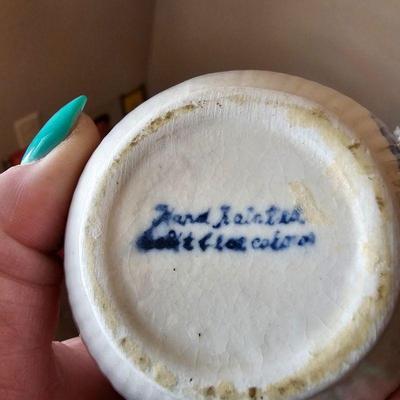 Hand Painted
Delft blue colors